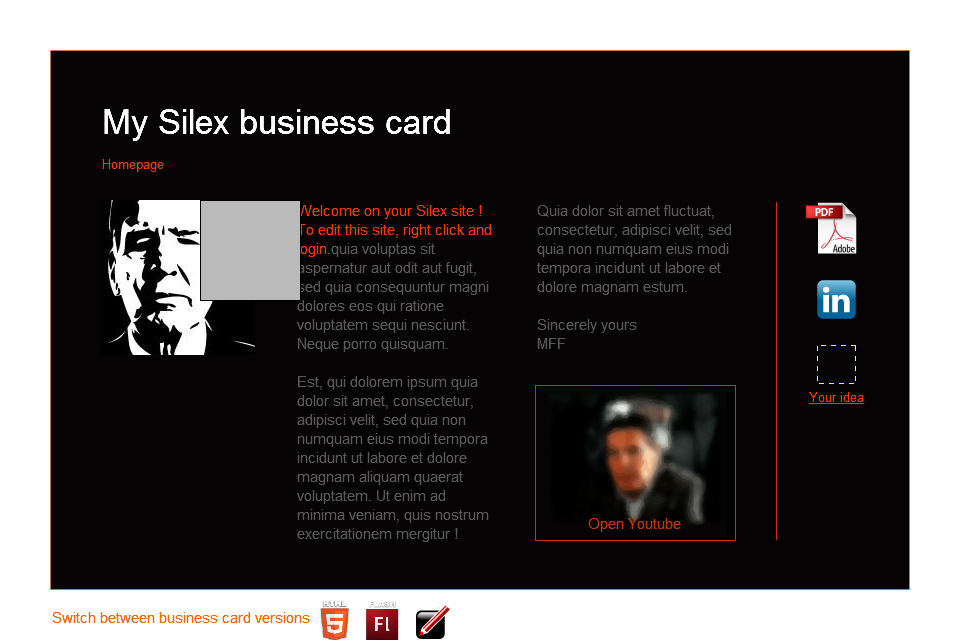 My Silex business card
Homepage
Welcome on your Silex site !
To edit this site, right click and
login.quia voluptas sit
aspernatur aut odit aut fugit,
sed quia consequuntur magni
dolores eos qui ratione
voluptatem sequi nesciunt.
Neque porro quisquam.
Est, qui dolorem ipsum quia
dolor sit amet, consectetur,
adipisci velit, sed quia non
numquam eius modi tempora
incidunt ut labore et dolore
magnam aliquam quaerat
voluptatem. Ut enim ad
minima veniam, quis nostrum
exercitationem mergitur !
Quia dolor sit amet fluctuat,
consectetur, adipisci velit, sed
quia non numquam eius modi
tempora incidunt ut labore et
dolore magnam estum.
Sincerely yours
MFF
Open Youtube
PDF
Adobe
in
Your idea
Switch between business card versions
HTML
5
FLASH
Fl